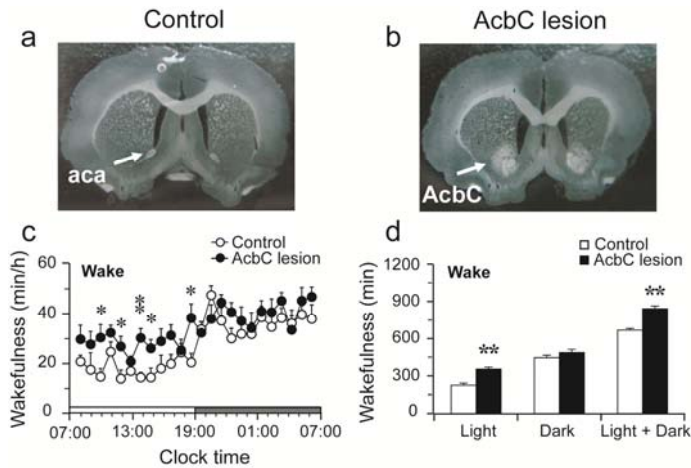 Control
AcbC lesion
a
b
aca
AcbC
c
Control
AcbC lesion
Wake
Wakefulness (min/h)
60
40
20
0
* * ** * * *
07:00 13:00 19:00 01:00 07:00
Clock time
d
Control
AcbC lesion
Wake
Wakefulness (min)
1200
900
600
300
0
**
**
Light Dark Light + Dark